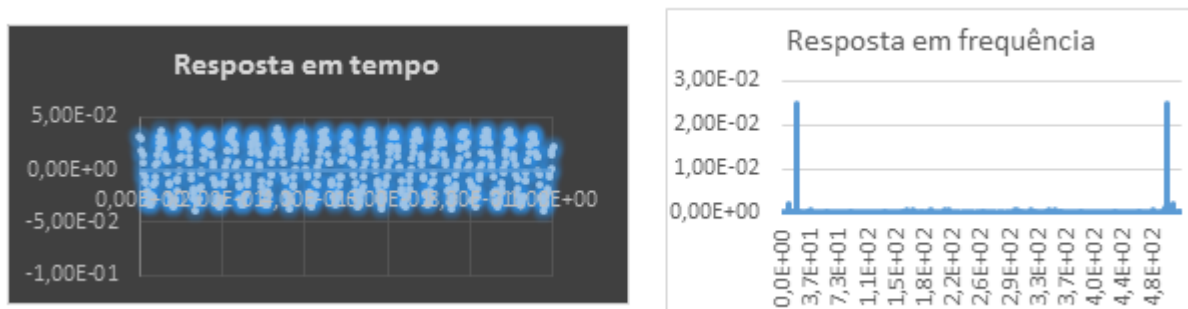 Resposta em tempo
5,00E-02
0,00E+00
-5,00E-02
-1,00E-01
Resposta em frequência
3,00E-02
2,00E-02
1,00E-02
0,00E+00
0,0E+00
3,7E+01
7,3E+01
1,1E+02
1,5E+02
1,8E+02
2,2E+02
2,6E+02
2,9E+02
3,3E+02
3,7E+02
4,0E+02
4,4E+02
4,8E+02